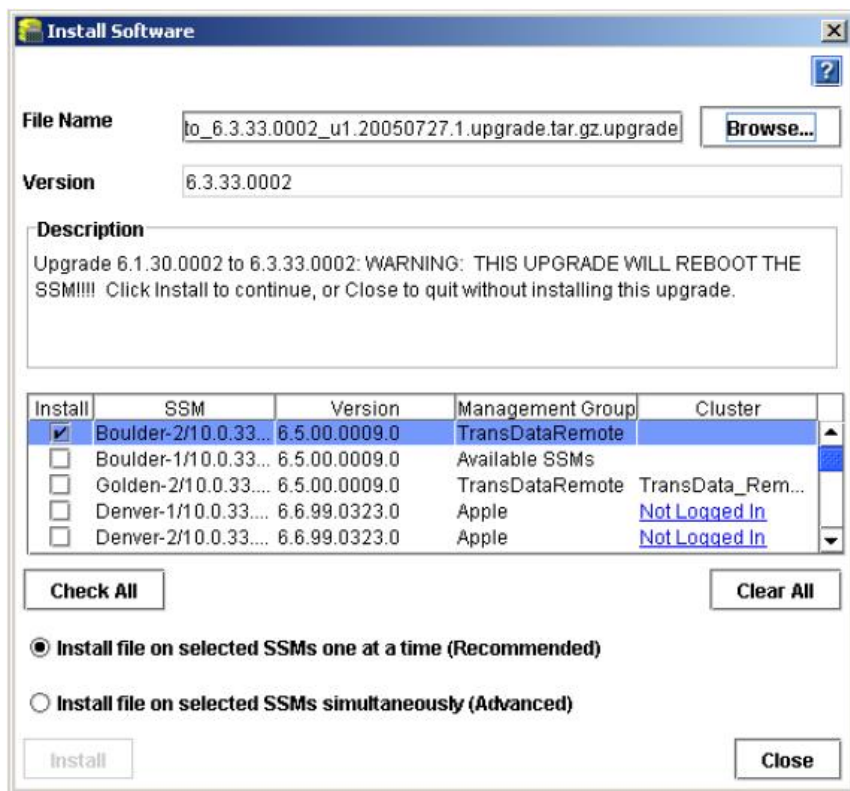 Install Software
?
File Name
to_6.3.33.0002_u1.20050727.1.upgrade.tar.gz.upgrade
Browse...
Version
6.3.33.0002
Description
Upgrade 6.1.30.0002 to 6.3.33.0002: WARNING: THIS UPGRADE WILL REBOOT THE
SSM!!!! Click Install to continue, or Close to quit without installing this upgrade.
Install SSM Version Management Group Cluster
Boulder-2/10.0.33... 6.5.00.0009.0 TransDataRemote
Boulder-1/10.0.33... 6.5.00.0009.0 Available SSMs
Golden-2/10.0.33.... 6.5.00.0009.0 TransDataRemote TransData_Rem...
Denver-1/10.0.33.... 6.6.99.0323.0 Apple Not Logged In
Denver-2/10.0.33.... 6.6.99.0323.0 Apple Not Logged In
Check All
Clear All
Install file on selected SSMs one at a time (Recommended)
Install file on selected SSMs simultaneously (Advanced)
Install
Close